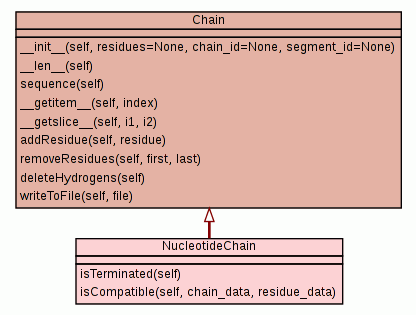 Chain
__init__(self, residues=None, chain_id=None, segment_id=None)
__len__(self)
sequence(self)
__getitem__(self, index)
__getslice__(self, i1, i2)
addResidue(self, residue)
removeResidues(self, first, last)
deleteHydrogens(self)
writeToFile(self, file)
NucleotideChain
isTerminated(self)
isCompatible(self, chain_data, residue_data)